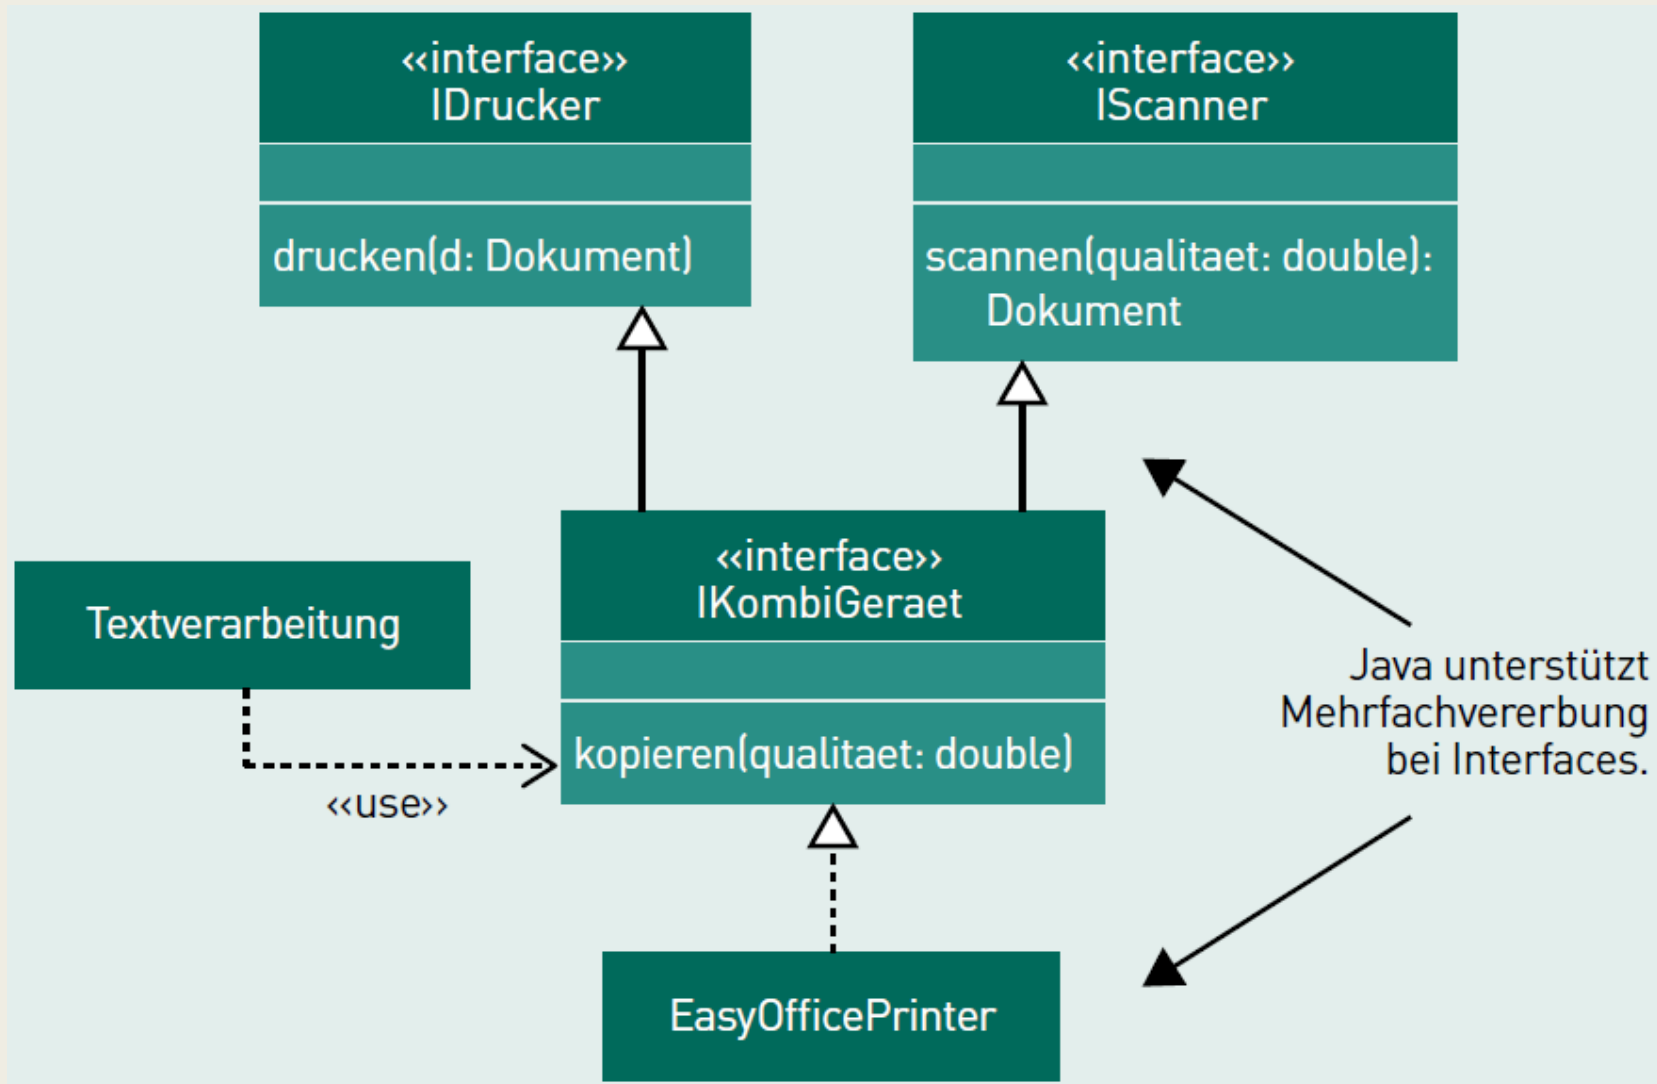 ‹‹interface››
IDrucker
drucken(d: Dokument)
‹‹interface››
IScanner
scannen(qualitaet: double):
Dokument
‹‹interface››
IKombiGeraet
kopieren(qualitaet: double)
Textverarbeitung
‹‹use››
Java unterstützt
Mehrfachvererbung
bei Interfaces.
EasyOfficePrinter